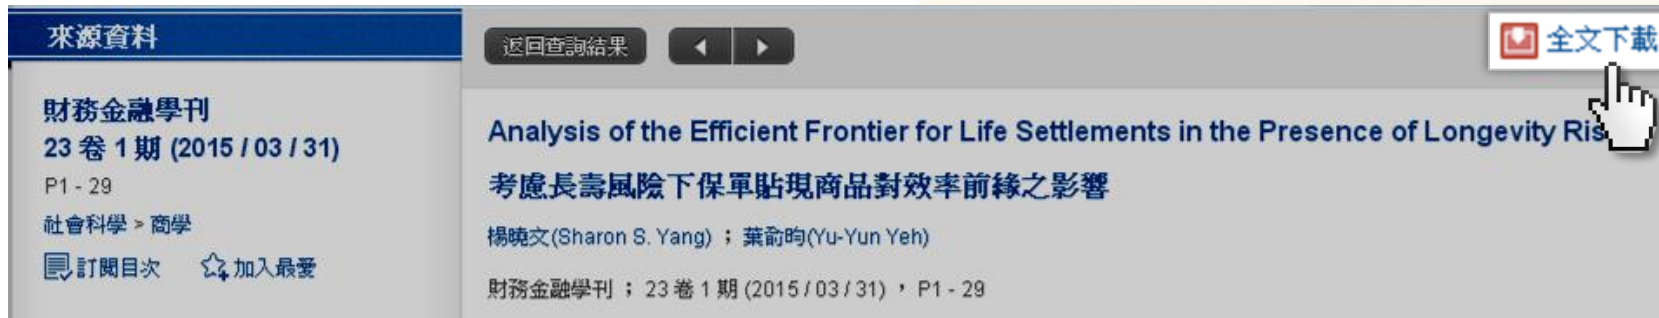 來源資料
財務金融學刊
23 卷 1 期 (2015 / 03 / 31)
P1 - 29
社會科學 > 商學
訂閱目次 加入最愛
返回查詢結果
全文下載
Analysis of the Efficient Frontier for Life Settlements in the Presence of Longevity Ris
考慮長壽風險下保單貼現商品對效率前緣之影響
楊曉文(Sharon S. Yang) ； 葉俞昀(Yu-Yun Yeh)
財務金融學刊 ； 23 卷 1 期 (2015 / 03 / 31) ， P1 - 29